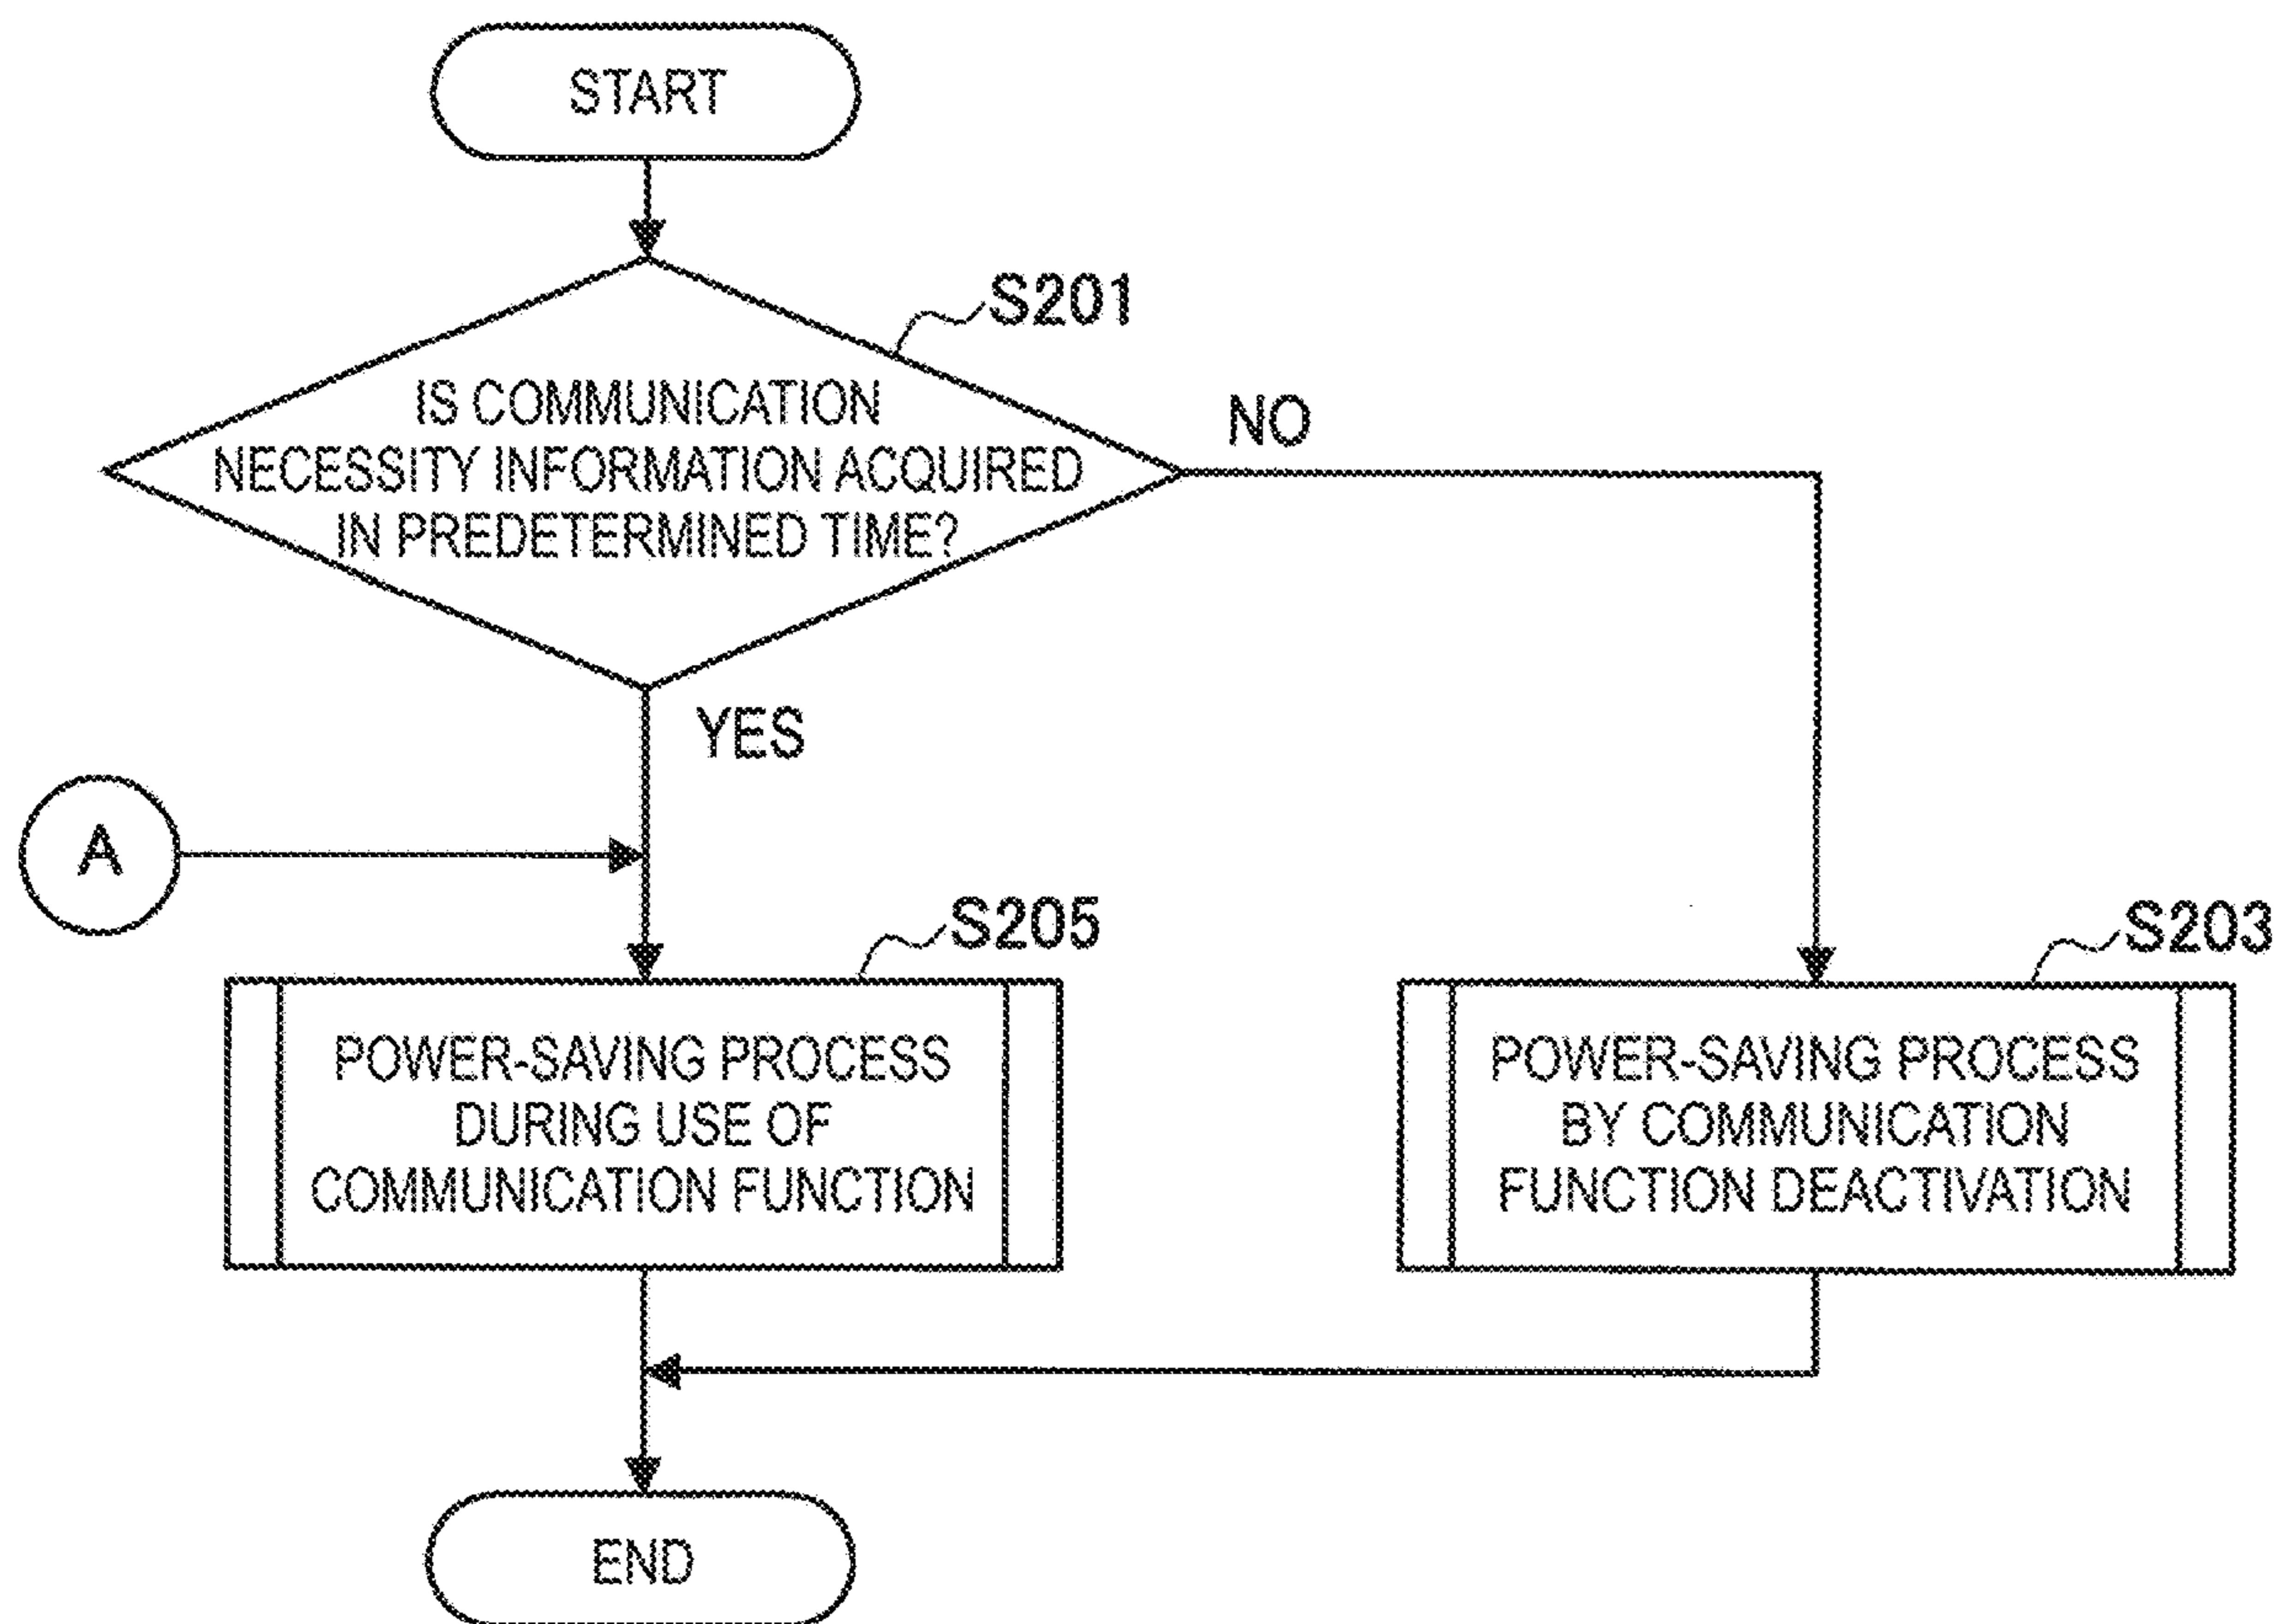 START
S201
IS COMMUNICATION
NECESSITY INFORMATION ACQUIRED
IN PREDETERMINED TIME?
NO
YES
A
S205
POWER-SAVING PROCESS
DURING USE OF
COMMUNICATION FUNCTION
S203
POWER-SAVING PROCESS
BY COMMUNICATION
FUNCTION DEACTIVATION
END